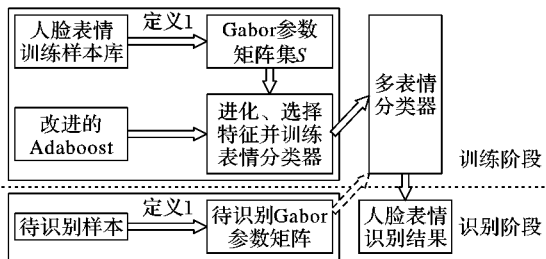 人脸表情
训练样本库
定义1
Gabor参数
矩阵集S
改进的
Adaboost
进化、选择
特征并训练
表情分类器
多表情
分类器
训练阶段
待识别样本
定义1
待识别Gabor
参数矩阵
人脸表情
识别结果
识别阶段